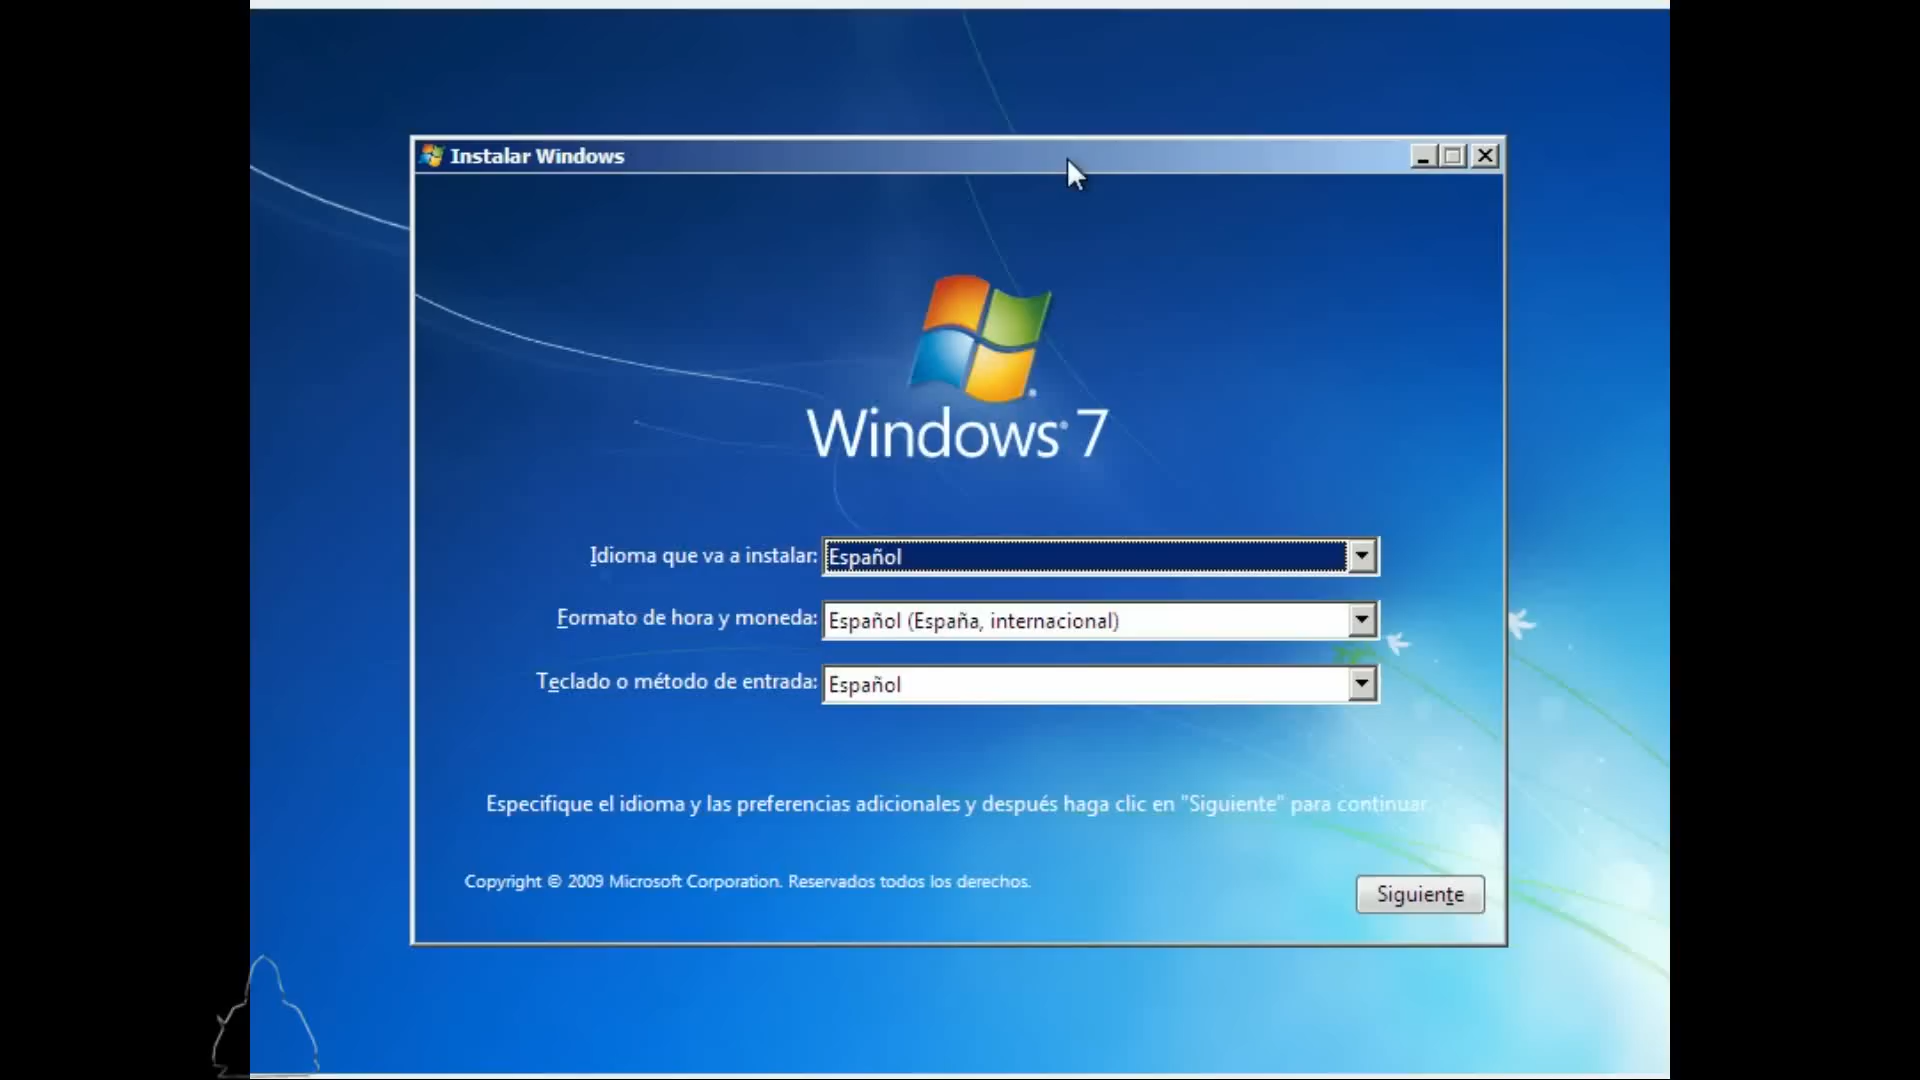 Instalar Windows
Windows® 7
Idioma que va a instalar: Español
Formato de hora y moneda: Español (España, internacional)
Teclado o método de entrada: Español
Especifique el idioma y las preferencias adicionales y después haga clic en "Siguiente" para continuar.
Copyright © 2009 Microsoft Corporation. Reservados todos los derechos.
Siguiente